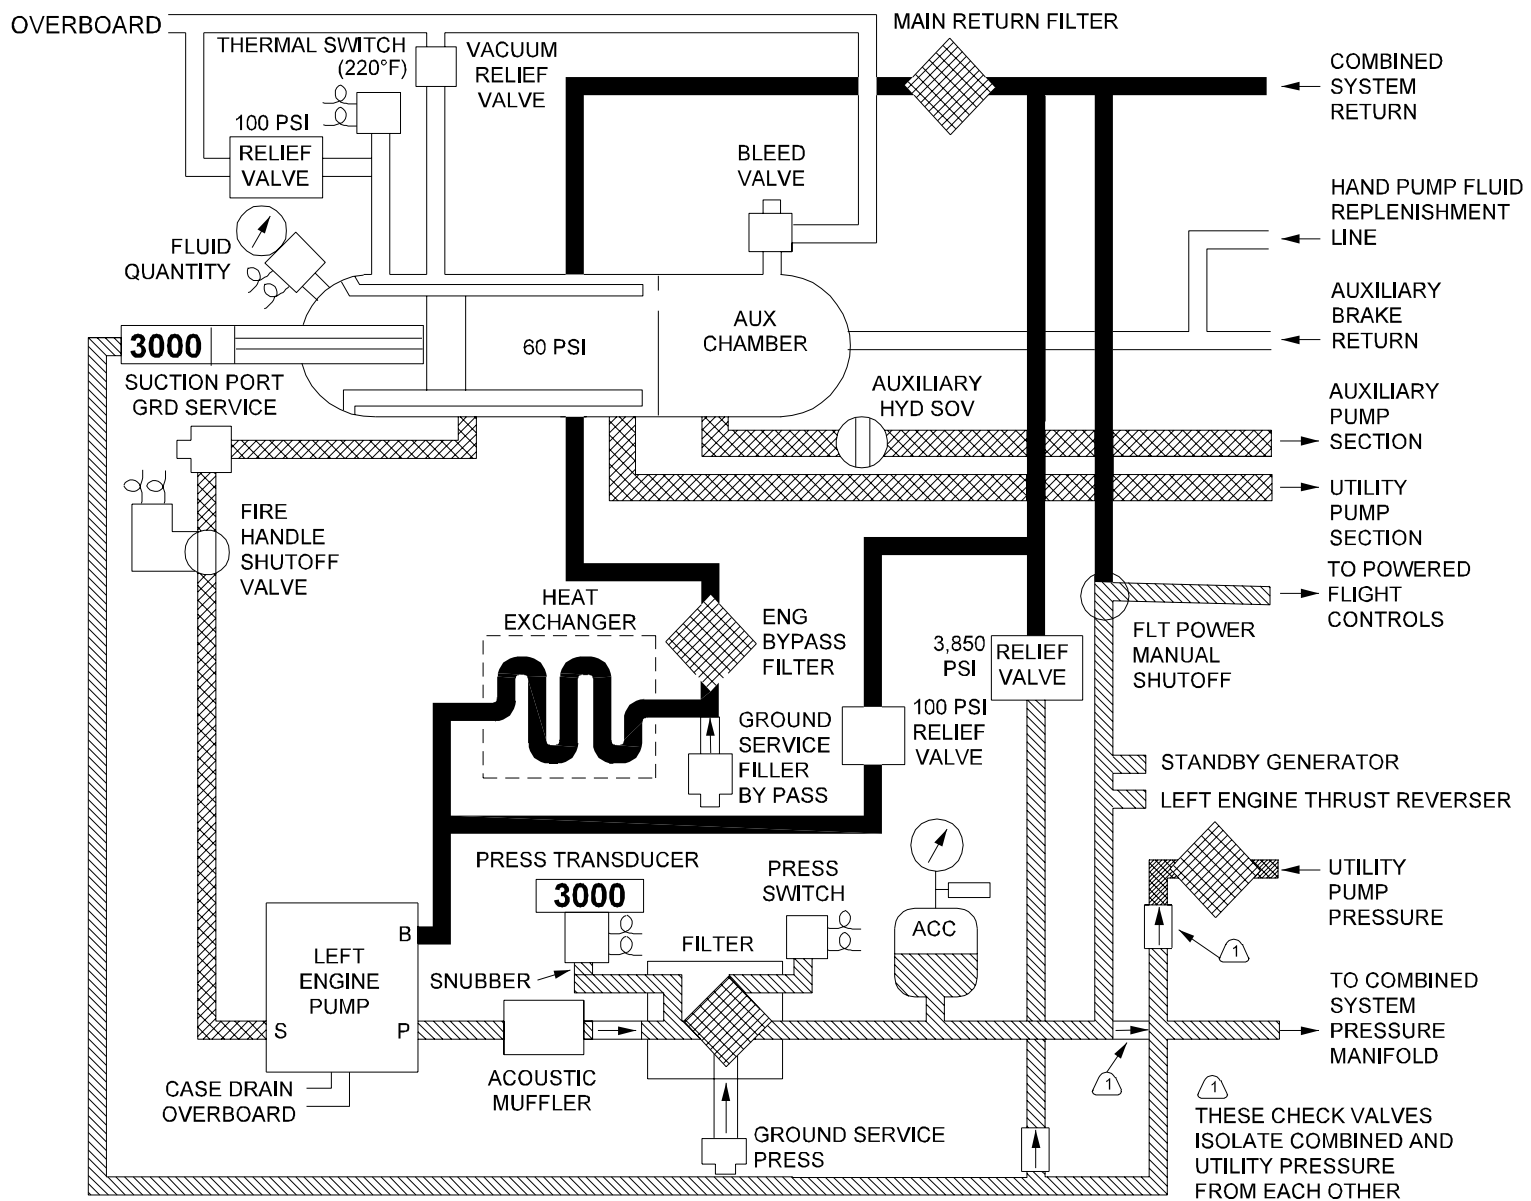 OVERBOARD
THERMAL SWITCH
(220°F)
VACUUM
RELIEF
VALVE
MAIN RETURN FILTER
COMBINED
SYSTEM
RETURN
100 PSI
RELIEF
VALVE
BLEED
VALVE
HAND PUMP FLUID
REPLENISHMENT
LINE
FLUID
QUANTITY
AUXILIARY
BRAKE
RETURN
3000
60 PSI
AUX
CHAMBER
SUCTION PORT
GRD SERVICE
AUXILIARY
HYD SOV
AUXILIARY
PUMP
SECTION
UTILITY
PUMP
SECTION
FIRE
HANDLE
SHUTOFF
VALVE
TO POWERED
FLIGHT
CONTROLS
HEAT
EXCHANGER
ENG
BYPASS
FILTER
3,850
PSI
RELIEF
VALVE
FLT POWER
MANUAL
SHUTOFF
GROUND
SERVICE
FILLER
BY PASS
100 PSI
RELIEF
VALVE
STANDBY GENERATOR
LEFT ENGINE THRUST REVERSER
PRESS TRANSDUCER
3000
PRESS
SWITCH
UTILITY
PUMP
PRESSURE
B
LEFT
ENGINE
PUMP
S
P
SNUBBER
FILTER
ACC
1
TO COMBINED
SYSTEM
PRESSURE
MANIFOLD
CASE DRAIN
OVERBOARD
ACOUSTIC
MUFFLER
1
GROUND SERVICE
PRESS
1
THESE CHECK VALVES
ISOLATE COMBINED AND
UTILITY PRESSURE
FROM EACH OTHER